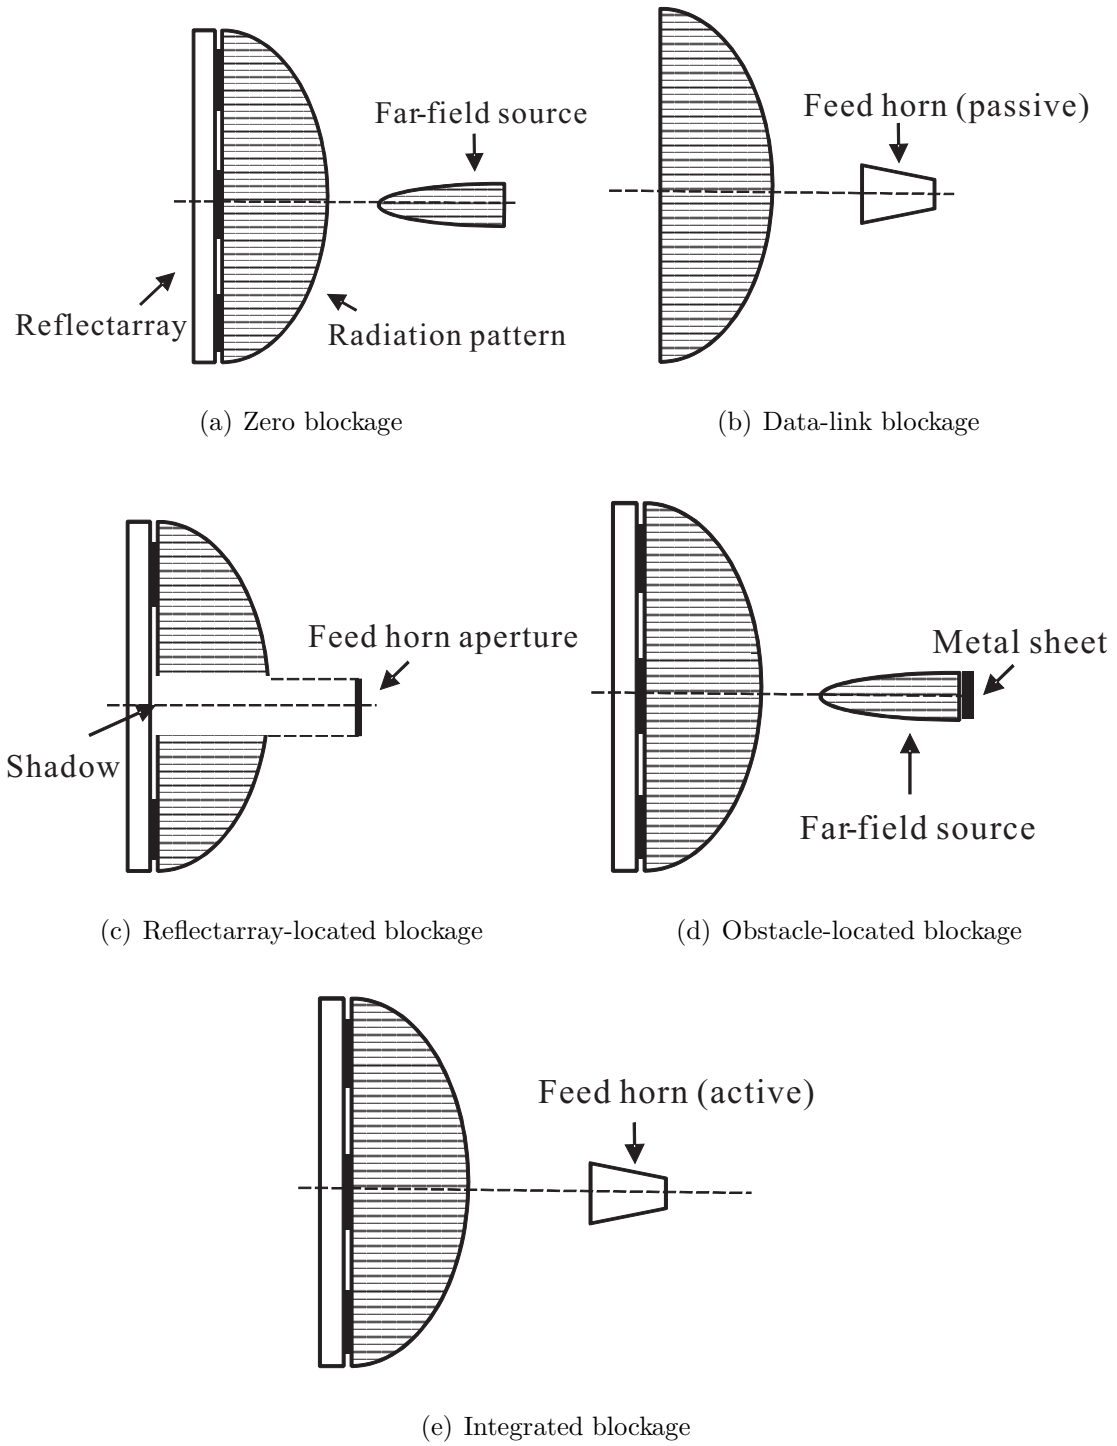 Far-field source
Feed horn (passive)
Reflectarray
Radiation pattern
(a) Zero blockage
(b) Data-link blockage
Feed horn aperture
Metal sheet
Shadow
Far-field source
(c) Reflectarray-located blockage
(d) Obstacle-located blockage
Feed horn (active)
(e) Integrated blockage